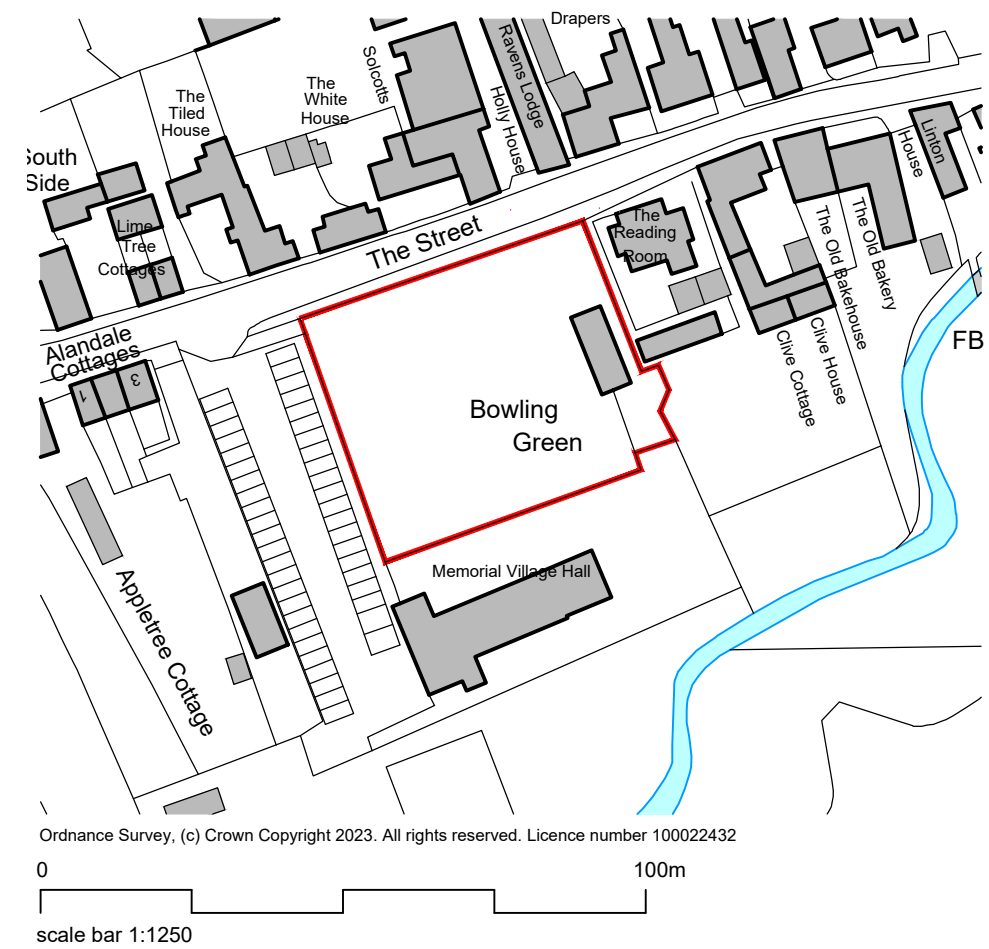 Drapers
Ravens Lodge
Holly House
Solcotts
The
White
House
The
Tiled
House
South
Side
Lime
Tree
Cottages
The Street
The
Reading
Room
Linton
House
The Old Bakery
The Old Bakehouse
Clive House
Clive Cottage
FB
Alandale
Cottages
1
3
Bowling
Green
Appletree Cottage
Memorial Village Hall
Ordnance Survey, (c) Crown Copyright 2023. All rights reserved. Licence number 100022432
0
100m
scale bar 1:1250